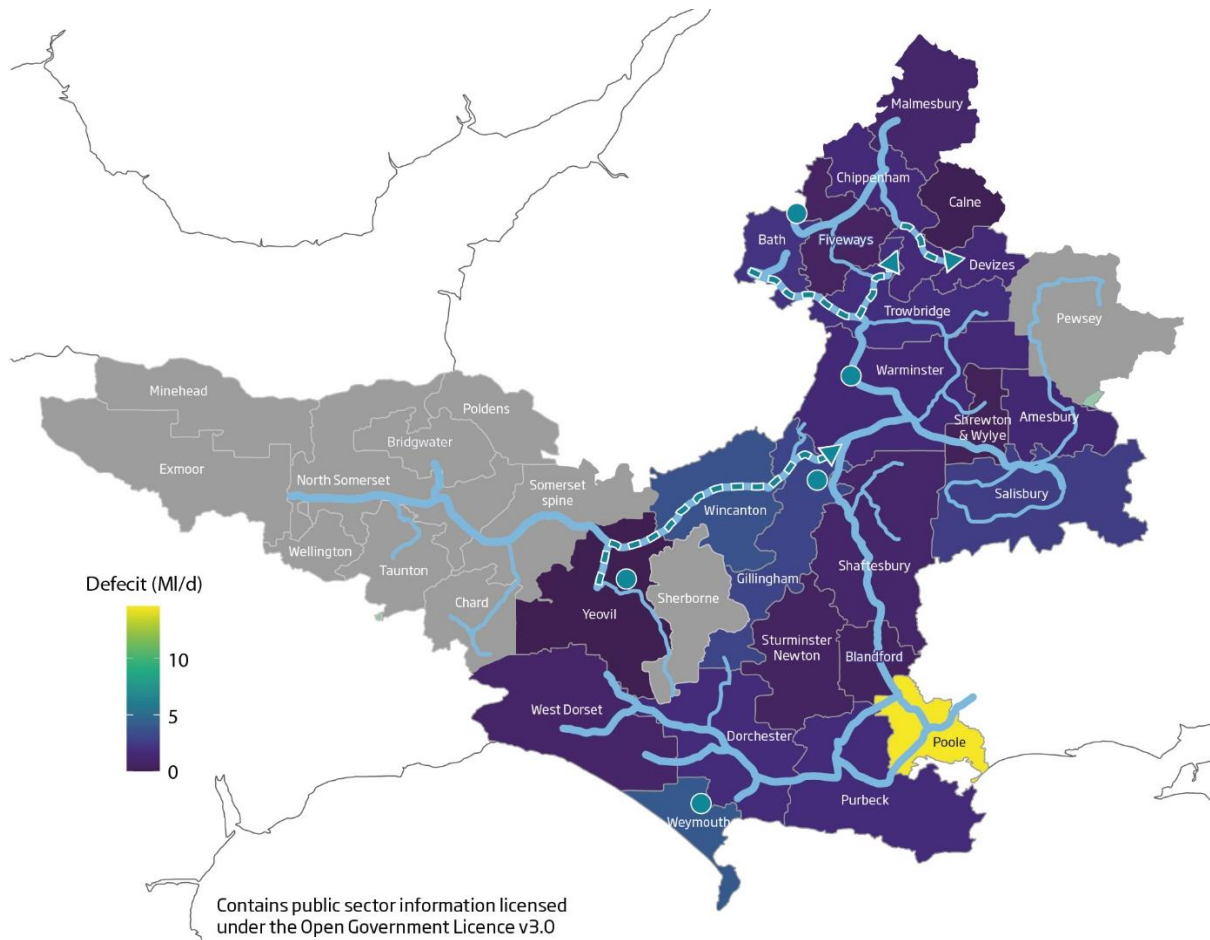 Malmesbury
Chippenham
Calne
Bath
Fiveways
Devizes
Trowbridge
Pewsey
Warminster
Minehead
Poldens
Bridgwater
Shrewton
& Wylye
Amesbury
Exmoor
North Somerset
Somerset
spine
Salisbury
Wincanton
Wellington
Taunton
Gillingham
Shaftesbury
Defecit (Ml/d)
10
5
0
Chard
Yeovil
Sherborne
Sturminster
Newton
Blandford
West Dorset
Dorchester
Poole
Purbeck
Weymouth
Contains public sector information licensed
under the Open Government Licence v3.0